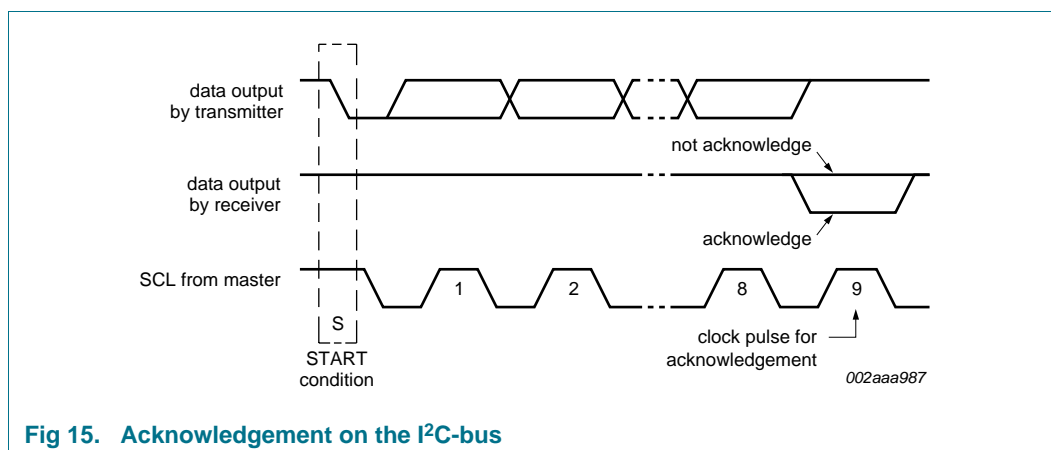 data output
by transmitter
not acknowledge
data output
by receiver
acknowledge
SCL from master
1
2
8
9
S
START
condition
clock pulse for
acknowledgement
002aaa987
Fig 15. Acknowledgement on the I²C-bus